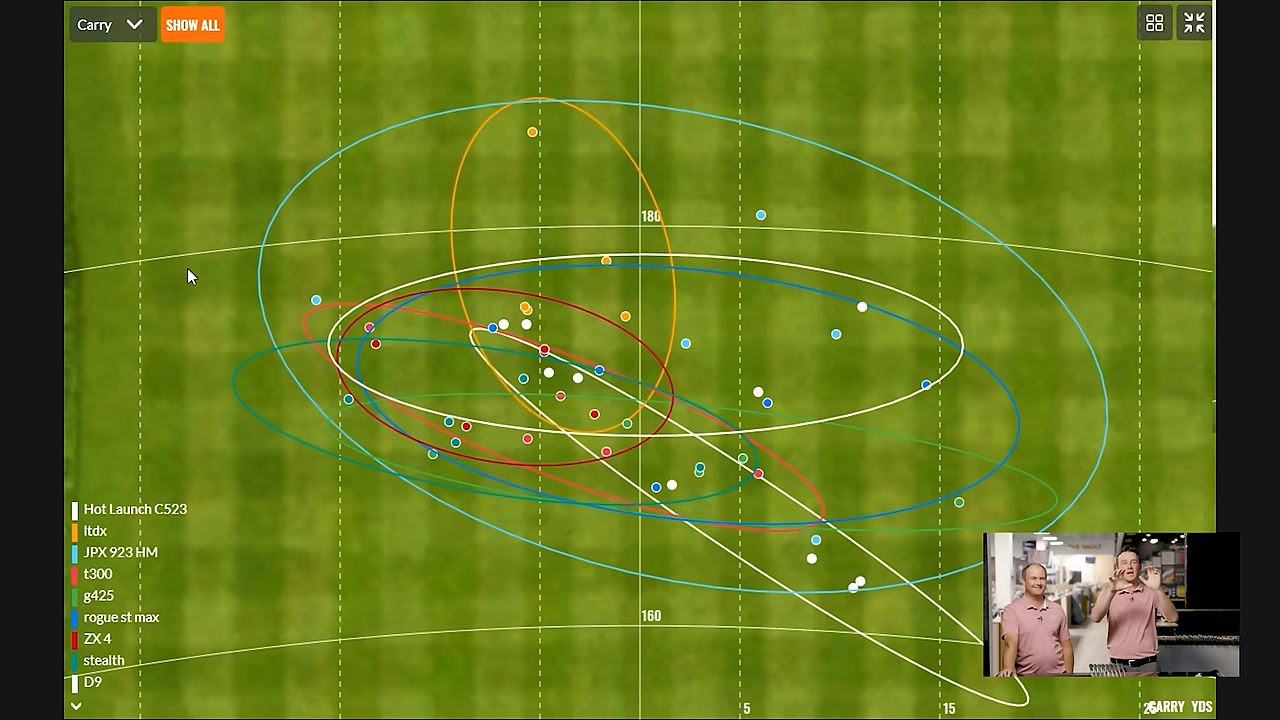 Carry
SHOW ALL
180
Hot Launch C523
ltdx
JPX 923 HM
t300
g425
rogue st max
ZX 4
stealth
D9
160
5
15
CARRY YDS